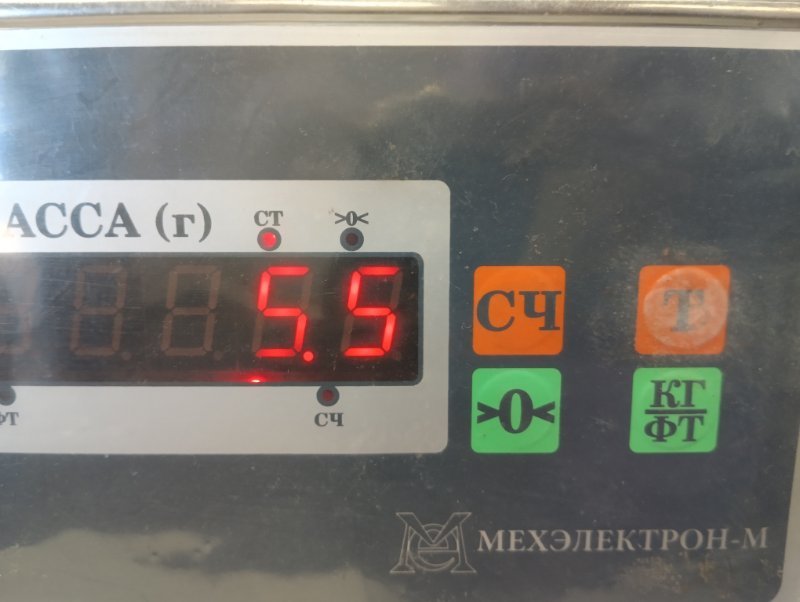 АССА (г)
СТ >0<
5.5
СЧ Т
ФТ СЧ
>0< КГ
ФТ
МЕХЭЛЕКТРОН-М